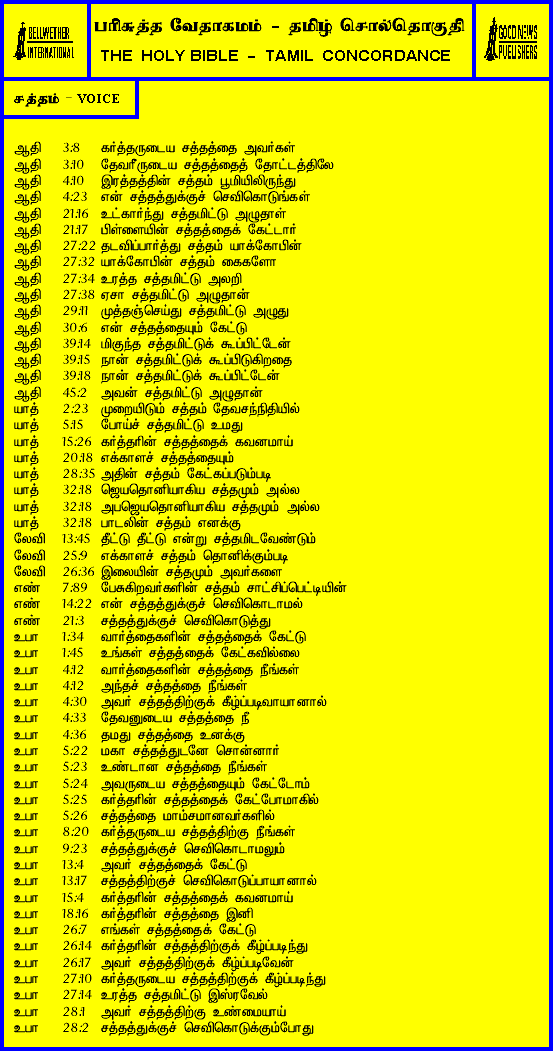 BELLWETHER
INTERNATIONAL
பரிசுத்த வேதாகமம் - தமிழ் சொல்தொகுதி
THE HOLY BIBLE - TAMIL CONCORDANCE
GOOD NEWS
PUBLISHERS
சத்தம் - VOICE
ஆதி 3:8 கர்த்தருடைய சத்தத்தை அவர்கள்
ஆதி 3:10 தேவரீருடைய சத்தத்தைத் தோட்டத்திலே
ஆதி 4:10 இரத்தத்தின் சத்தம் பூமியிலிருந்து
ஆதி 4:23 என் சத்தத்துக்குச் செவிகொடுங்கள்
ஆதி 21:16 உட்கார்ந்து சத்தமிட்டு அழுதாள்
ஆதி 21:17 பிள்ளையின் சத்தத்தைக் கேட்டார்
ஆதி 27:22 தடவிப்பார்த்து சத்தம் யாக்கோபின்
ஆதி 27:32 யாக்கோபின் சத்தம் கைகளோ
ஆதி 27:34 உரத்த சத்தமிட்டு அலறி
ஆதி 27:38 ஏசா சத்தமிட்டு அழுதான்
ஆதி 29:11 முத்தஞ்செய்து சத்தமிட்டு அழுது
ஆதி 30:6 என் சத்தத்தையும் கேட்டு
ஆதி 39:14 மிகுந்த சத்தமிட்டுக் கூப்பிட்டேன்
ஆதி 39:15 நான் சத்தமிட்டுக் கூப்பிடுகிறதை
ஆதி 39:18 நான் சத்தமிட்டுக் கூப்பிட்டேன்
ஆதி 45:2 அவன் சத்தமிட்டு அழுதான்
யாத் 2:23 முறையிடும் சத்தம் தேவசந்நிதியில்
யாத் 5:15 போய்ச் சத்தமிட்டு உமது
யாத் 15:26 கர்த்தரின் சத்தத்தைக் கவனமாய்
யாத் 20:18 எக்காளச் சத்தத்தையும்
யாத் 28:35 அதின் சத்தம் கேட்கப்படும்படி
யாத் 32:18 ஜெயதொனியாகிய சத்தமும் அல்ல
யாத் 32:18 அபஜெயதொனியாகிய சத்தமும் அல்ல
யாத் 32:18 பாடலின் சத்தம் எனக்கு
லேவி 13:45 தீட்டு தீட்டு என்று சத்தமிடவேண்டும்
லேவி 25:9 எக்காளச் சத்தம் தொனிக்கும்படி
லேவி 26:36 இலையின் சத்தமும் அவர்களை
எண் 7:89 பேசுகிறவர்களின் சத்தம் சாட்சிப்பெட்டியின்
எண் 14:22 என் சத்தத்துக்குச் செவிகொடாமல்
எண் 21:3 சத்தத்துக்குச் செவிகொடுத்து
உபா 1:34 வார்த்தைகளின் சத்தத்தைக் கேட்டு
உபா 1:45 உங்கள் சத்தத்தைக் கேட்கவில்லை
உபா 4:12 வார்த்தைகளின் சத்தத்தை நீங்கள்
உபா 4:12 அந்தச் சத்தத்தை நீங்கள்
உபா 4:30 அவர் சத்தத்திற்குக் கீழ்ப்படிவாயானால்
உபா 4:33 தேவனுடைய சத்தத்தை நீ
உபா 4:36 தமது சத்தத்தை உனக்கு
உபா 5:22 மகா சத்தத்துடனே சொன்னார்
உபா 5:23 உண்டான சத்தத்தை நீங்கள்
உபா 5:24 அவருடைய சத்தத்தையும் கேட்டோம்
உபா 5:25 கர்த்தரின் சத்தத்தைக் கேட்போமாகில்
உபா 5:26 சத்தத்தை மாம்சமானவர்களில்
உபா 8:20 கர்த்தருடைய சத்தத்திற்கு நீங்கள்
உபா 9:23 சத்தத்துக்குச் செவிகொடாமலும்
உபா 13:4 அவர் சத்தத்தைக் கேட்டு
உபா 13:17 சத்தத்திற்குச் செவிகொடுப்பாயானால்
உபா 15:4 கர்த்தரின் சத்தத்தைக் கவனமாய்
உபா 18:16 கர்த்தரின் சத்தத்தை இனி
உபா 26:7 எங்கள் சத்தத்தைக் கேட்டு
உபா 26:14 கர்த்தரின் சத்தத்திற்குக் கீழ்ப்படிந்து
உபா 26:17 அவர் சத்தத்திற்குக் கீழ்ப்படிவேன்
உபா 27:10 கர்த்தருடைய சத்தத்திற்குக் கீழ்ப்படிந்து
உபா 27:14 உரத்த சத்தமிட்டு இஸ்ரவேல்
உபா 28:1 அவர் சத்தத்திற்கு உண்மையாய்
உபா 28:2 சத்தத்துக்குச் செவிகொடுக்கும்போது